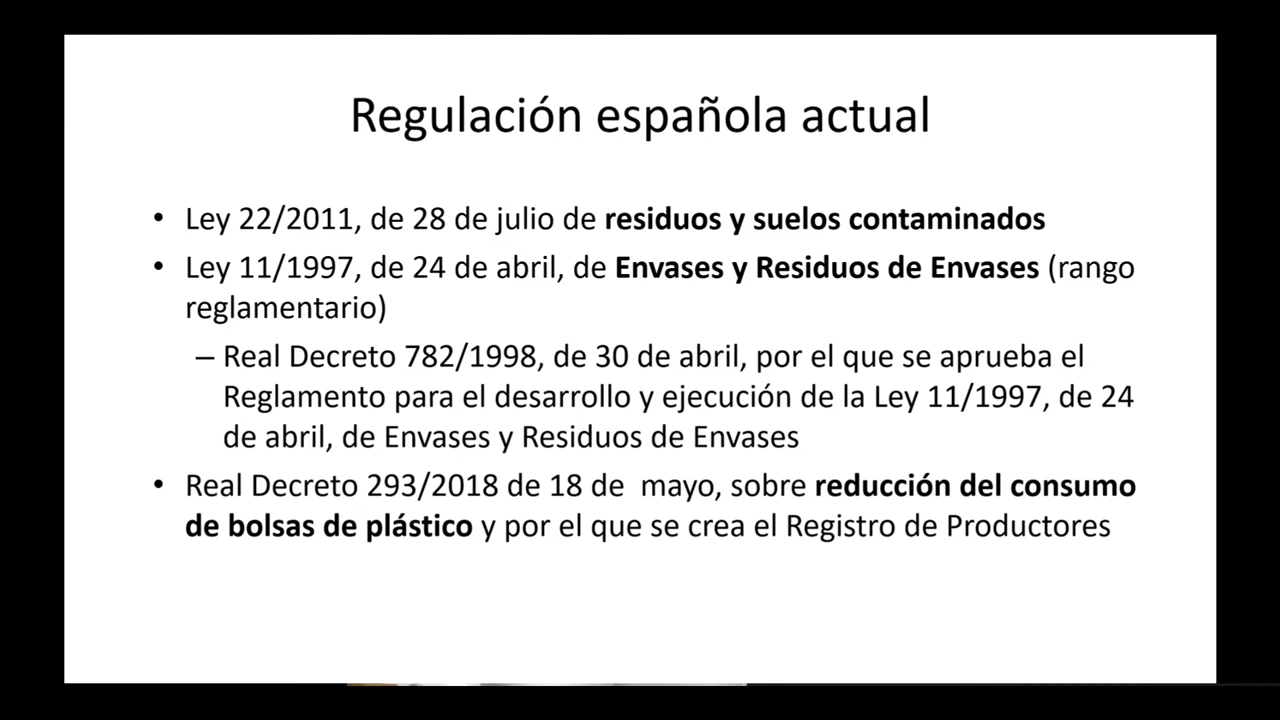 Regulación española actual
• Ley 22/2011, de 28 de julio de residuos y suelos contaminados
• Ley 11/1997, de 24 de abril, de Envases y Residuos de Envases (rango
reglamentario)
– Real Decreto 782/1998, de 30 de abril, por el que se aprueba el
Reglamento para el desarrollo y ejecución de la Ley 11/1997, de 24
de abril, de Envases y Residuos de Envases
• Real Decreto 293/2018 de 18 de  mayo, sobre reducción del consumo
de bolsas de plástico y por el que se crea el Registro de Productores